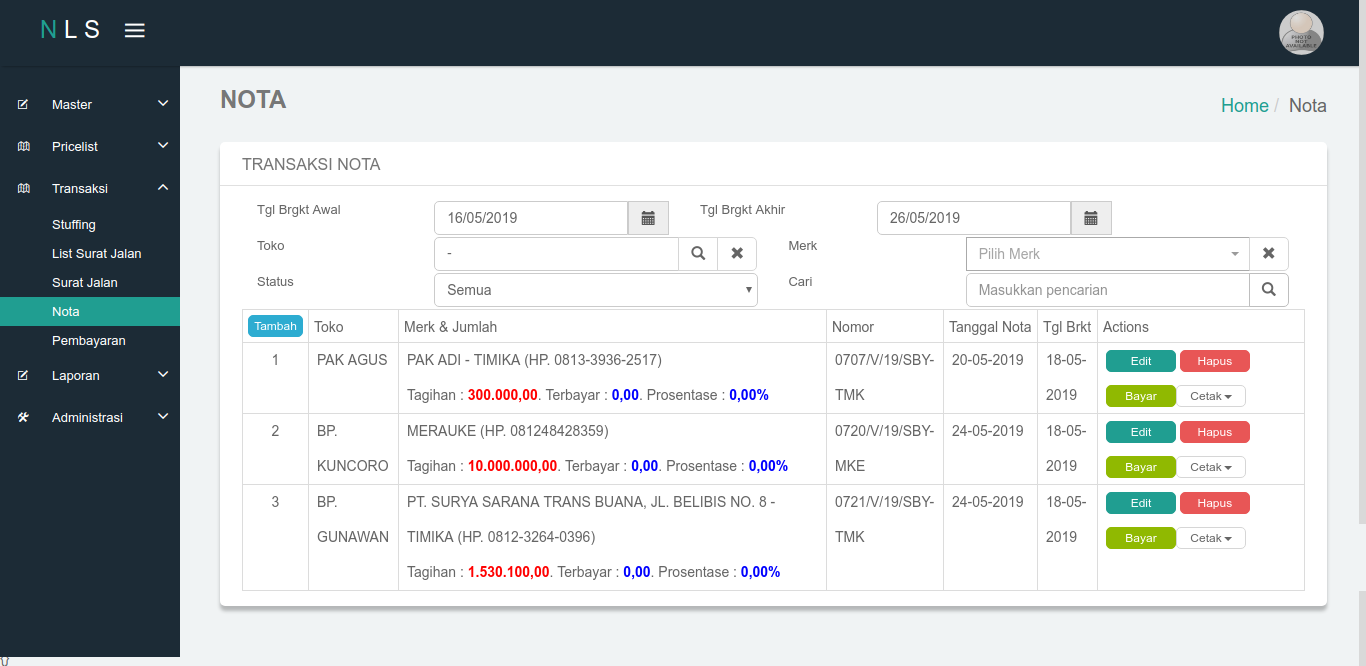 N L S
PHOTO
NOT
AVAILABLE
Master
Pricelist
Transaksi
Stuffing
List Surat Jalan
Surat Jalan
Nota
Pembayaran
Laporan
Administrasi
{}
NOTA
Home / Nota
TRANSAKSI NOTA
Tgl Brgkt Awal 16/05/2019 Tgl Brgkt Akhir 26/05/2019
Toko - Merk Pilih Merk
Status Semua Cari Masukkan pencarian
Tambah Toko Merk & Jumlah Nomor Tanggal Nota Tgl Brkt Actions
1 PAK AGUS PAK ADI - TIMIKA (HP. 0813-3936-2517) 0707/V/19/SBY- 20-05-2019 18-05- Edit Hapus
Tagihan : 300.000,00. Terbayar : 0,00. Prosentase : 0,00% TMK 2019 Bayar Cetak
2 BP. MERAUKE (HP. 081248428359) 0720/V/19/SBY- 24-05-2019 18-05- Edit Hapus
KUNCORO Tagihan : 10.000.000,00. Terbayar : 0,00. Prosentase : 0,00% MKE 2019 Bayar Cetak
3 BP. PT. SURYA SARANA TRANS BUANA, JL. BELIBIS NO. 8 - 0721/V/19/SBY- 24-05-2019 18-05- Edit Hapus
GUNAWAN TIMIKA (HP. 0812-3264-0396) TMK 2019 Bayar Cetak
Tagihan : 1.530.100,00. Terbayar : 0,00. Prosentase : 0,00%